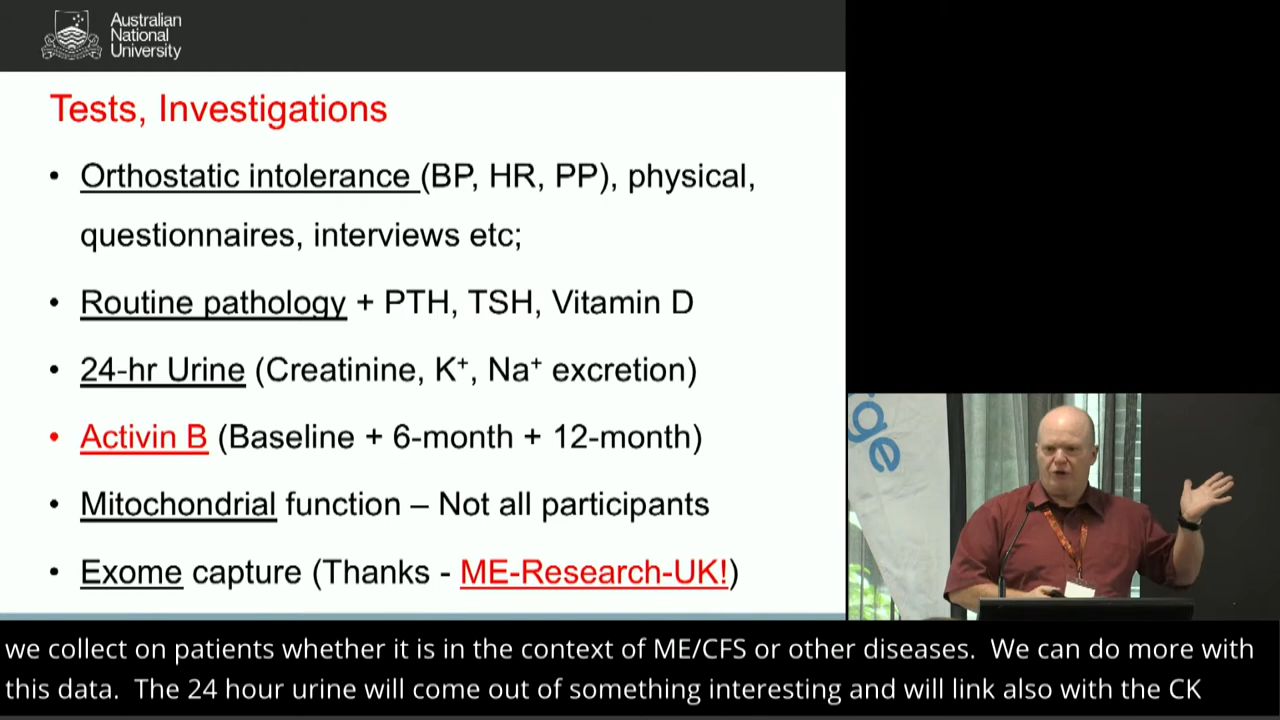 Australian
National
University
Tests, Investigations
• Orthostatic intolerance (BP, HR, PP), physical,
questionnaires, interviews etc;
• Routine pathology + PTH, TSH, Vitamin D
• 24-hr Urine (Creatinine, K⁺, Na⁺ excretion)
• Activin B (Baseline + 6-month + 12-month)
• Mitochondrial function – Not all participants
• Exome capture (Thanks - ME-Research-UK!)
rge
we collect on patients whether it is in the context of ME/CFS or other diseases. We can do more with
this data. The 24 hour urine will come out of something interesting and will link also with the CK